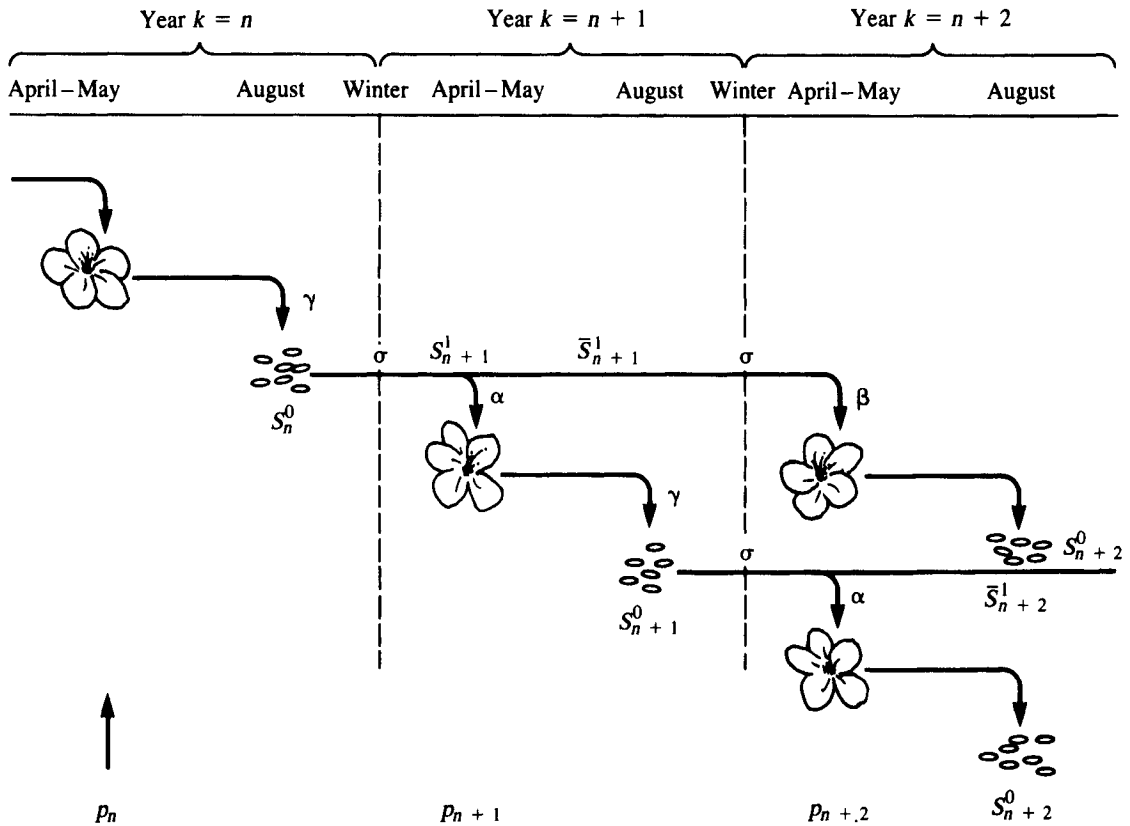 Year k = n Year k = n + 1 Year k = n + 2
April – May August Winter April – May August Winter April – May August
γ
σ S¹ₙ ₊ ₁ S̄¹ₙ ₊ ₁ σ
α β
S⁰ₙ
γ
σ S⁰ₙ ₊ ₂
α S̄¹ₙ ₊ ₂
S⁰ₙ ₊ ₁
pₙ pₙ ₊ ₁ pₙ ₊.₂ S⁰ₙ ₊ ₂